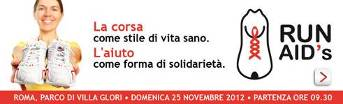 La corsa
come stile di vita sano.
L'aiuto
come forma di solidarietà.
RUN
AID's
ROMA, PARCO DI VILLA GLORI • DOMENICA 25 NOVEMBRE 2012 • PARTENZA ORE 09.30